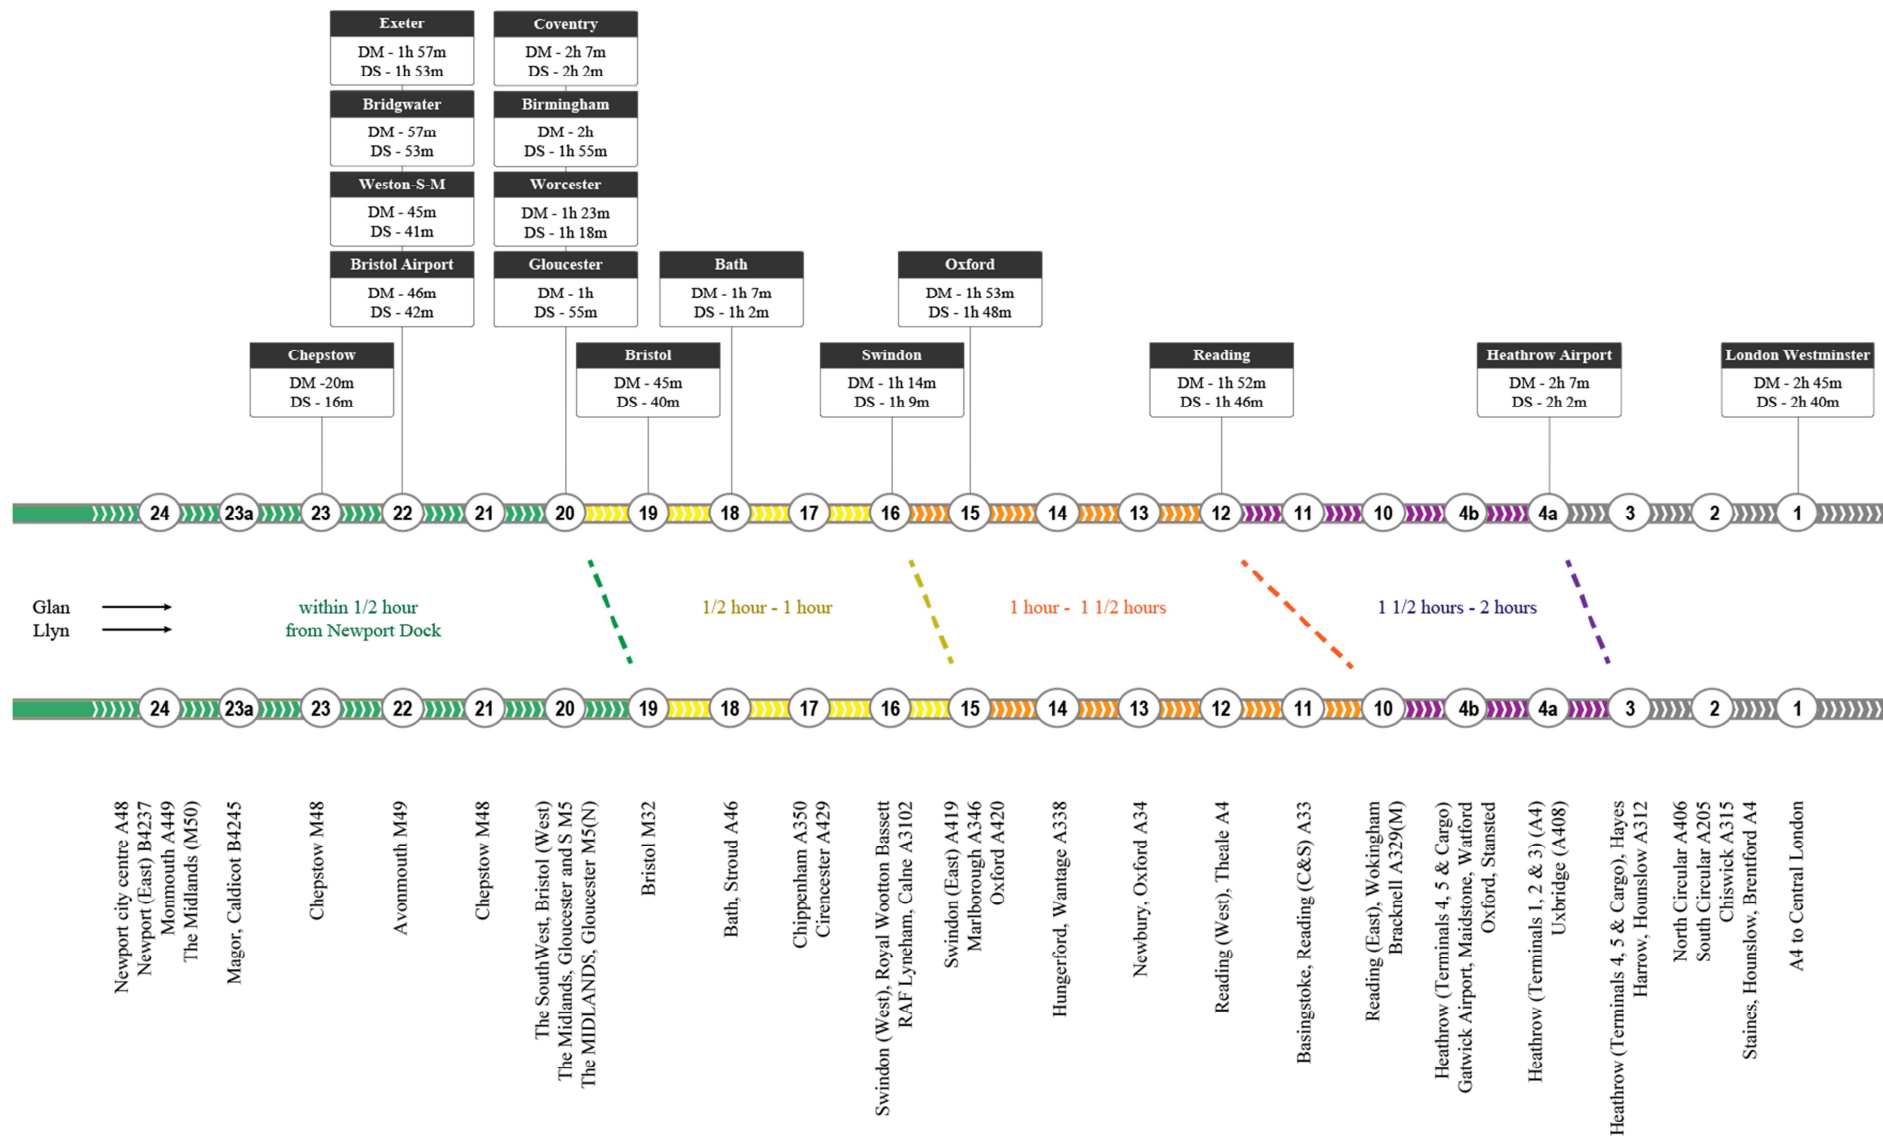 Exeter
DM - 1h 57m
DS - 1h 53m
Coventry
DM - 2h 7m
DS - 2h 2m
Bridgwater
DM - 57m
DS - 53m
Birmingham
DM - 2h
DS - 1h 55m
Weston-S-M
DM - 45m
DS - 41m
Worcester
DM - 1h 23m
DS - 1h 18m
Bristol Airport
DM - 46m
DS - 42m
Gloucester
DM - 1h
DS - 55m
Bath
DM - 1h 7m
DS - 1h 2m
Oxford
DM - 1h 53m
DS - 1h 48m
Chepstow
DM -20m
DS - 16m
Bristol
DM - 45m
DS - 40m
Swindon
DM - 1h 14m
DS - 1h 9m
Reading
DM - 1h 52m
DS - 1h 46m
Heathrow Airport
DM - 2h 7m
DS - 2h 2m
London Westminster
DM - 2h 45m
DS - 2h 40m
24 23a 23 22 21 20 19 18 17 16 15 14 13 12 11 10 4b 4a 3 2 1
Glan
Llyn
within 1/2 hour
from Newport Dock
1/2 hour - 1 hour
1 hour - 1 1/2 hours
1 1/2 hours - 2 hours
24 23a 23 22 21 20 19 18 17 16 15 14 13 12 11 10 4b 4a 3 2 1
Newport city centre A48
Newport (East) B4237
Monmouth A449
The Midlands (M50)
Magor, Caldicot B4245
Chepstow M48
Avonmouth M49
Chepstow M48
The SouthWest, Bristol (West)
The Midlands, Gloucester and S M5
The MIDLANDS, Gloucester M5(N)
Bristol M32
Bath, Stroud A46
Chippenham A350
Cirencester A429
Swindon (West), Royal Wootton Bassett
RAF Lyneham, Calne A3102
Swindon (East) A419
Marlborough A346
Oxford A420
Hungerford, Wantage A338
Newbury, Oxford A34
Reading (West), Theale A4
Basingstoke, Reading (C&S) A33
Reading (East), Wokingham
Bracknell A329(M)
Heathrow (Terminals 4, 5 & Cargo)
Gatwick Airport, Maidstone, Watford
Oxford, Stansted
Heathrow (Terminals 1, 2 & 3) (A4)
Uxbridge (A408)
Heathrow (Terminals 4, 5 & Cargo), Hayes
Harrow, Hounslow A312
North Circular A406
South Circular A205
Chiswick A315
Staines, Hounslow, Brentford A4
A4 to Central London